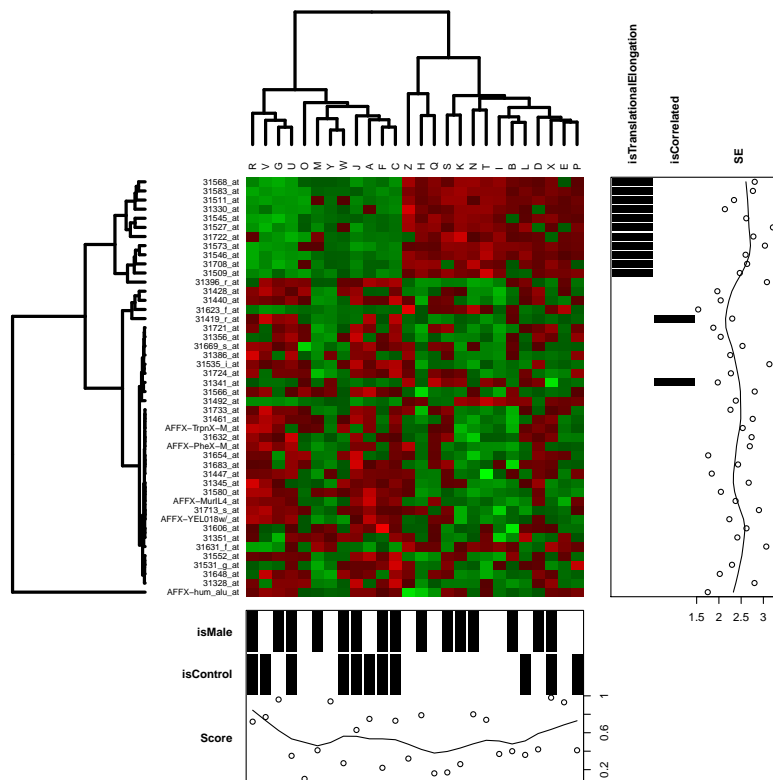 isTranslationalElongation
isCorrelated
SE
R V G U O M Y W J A F C Z H Q S K N T I B L D X E P
31568_at
31583_at
31511_at
31330_at
31545_at
31527_at
31722_at
31573_at
31546_at
31708_at
31509_at
31396_r_at
31428_at
31440_at
31623_f_at
31419_r_at
31721_at
31356_at
31669_s_at
31386_at
31535_i_at
31724_at
31341_at
31566_at
31492_at
31733_at
31461_at
AFFX−TrpnX−M_at
31632_at
AFFX−PheX−M_at
31654_at
31683_at
31447_at
31345_at
31580_at
AFFX−MurIL4_at
31713_s_at
AFFX−YEL018w/_at
31606_at
31351_at
31631_f_at
31552_at
31531_g_at
31648_at
31328_at
AFFX−hum_alu_at
1.5 2 2.5 3
isMale
isControl
Score
0.2 0.6 1